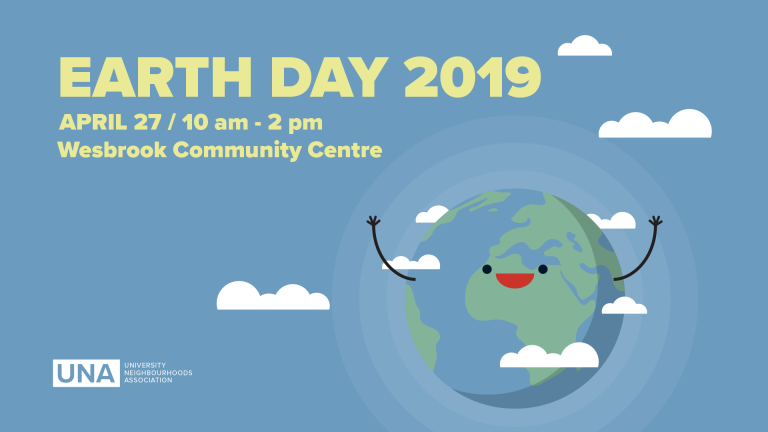 EARTH DAY 2019
APRIL 27 / 10 am - 2 pm
Wesbrook Community Centre
UNA
UNIVERSITY
NEIGHBOURHOODS
ASSOCIATION